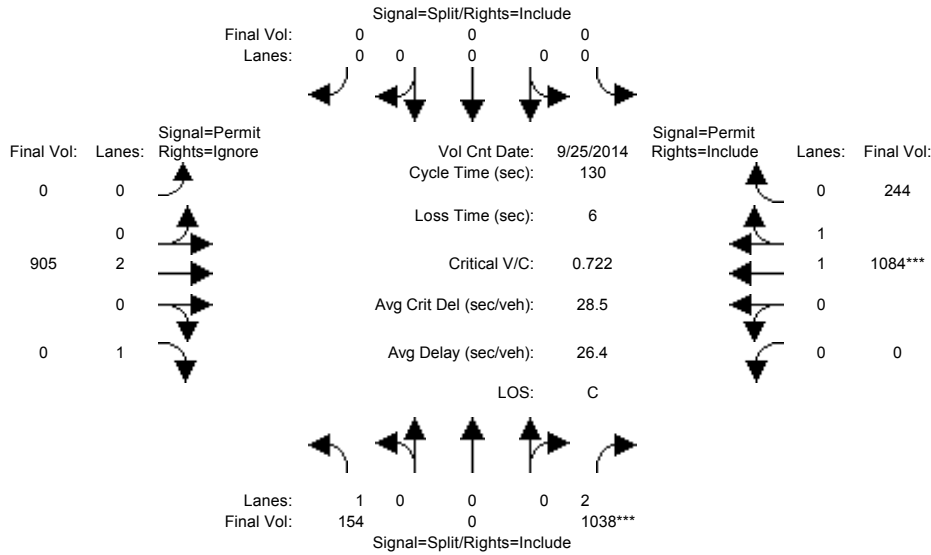 Signal=Split/Rights=Include
Final Vol: 0 0 0
Lanes: 0 0 0 0 0
Signal=Permit Signal=Permit
Final Vol: Lanes: Rights=Ignore Vol Cnt Date: 9/25/2014 Rights=Include Lanes: Final Vol:
Cycle Time (sec): 130
0 0 0 244
Loss Time (sec): 6
0 1
905 2 Critical V/C: 0.722 1 1084***
0 Avg Crit Del (sec/veh): 28.5 0
0 1 Avg Delay (sec/veh): 26.4 0 0
LOS: C
Lanes: 1 0 0 0 2
Final Vol: 154 0 1038***
Signal=Split/Rights=Include